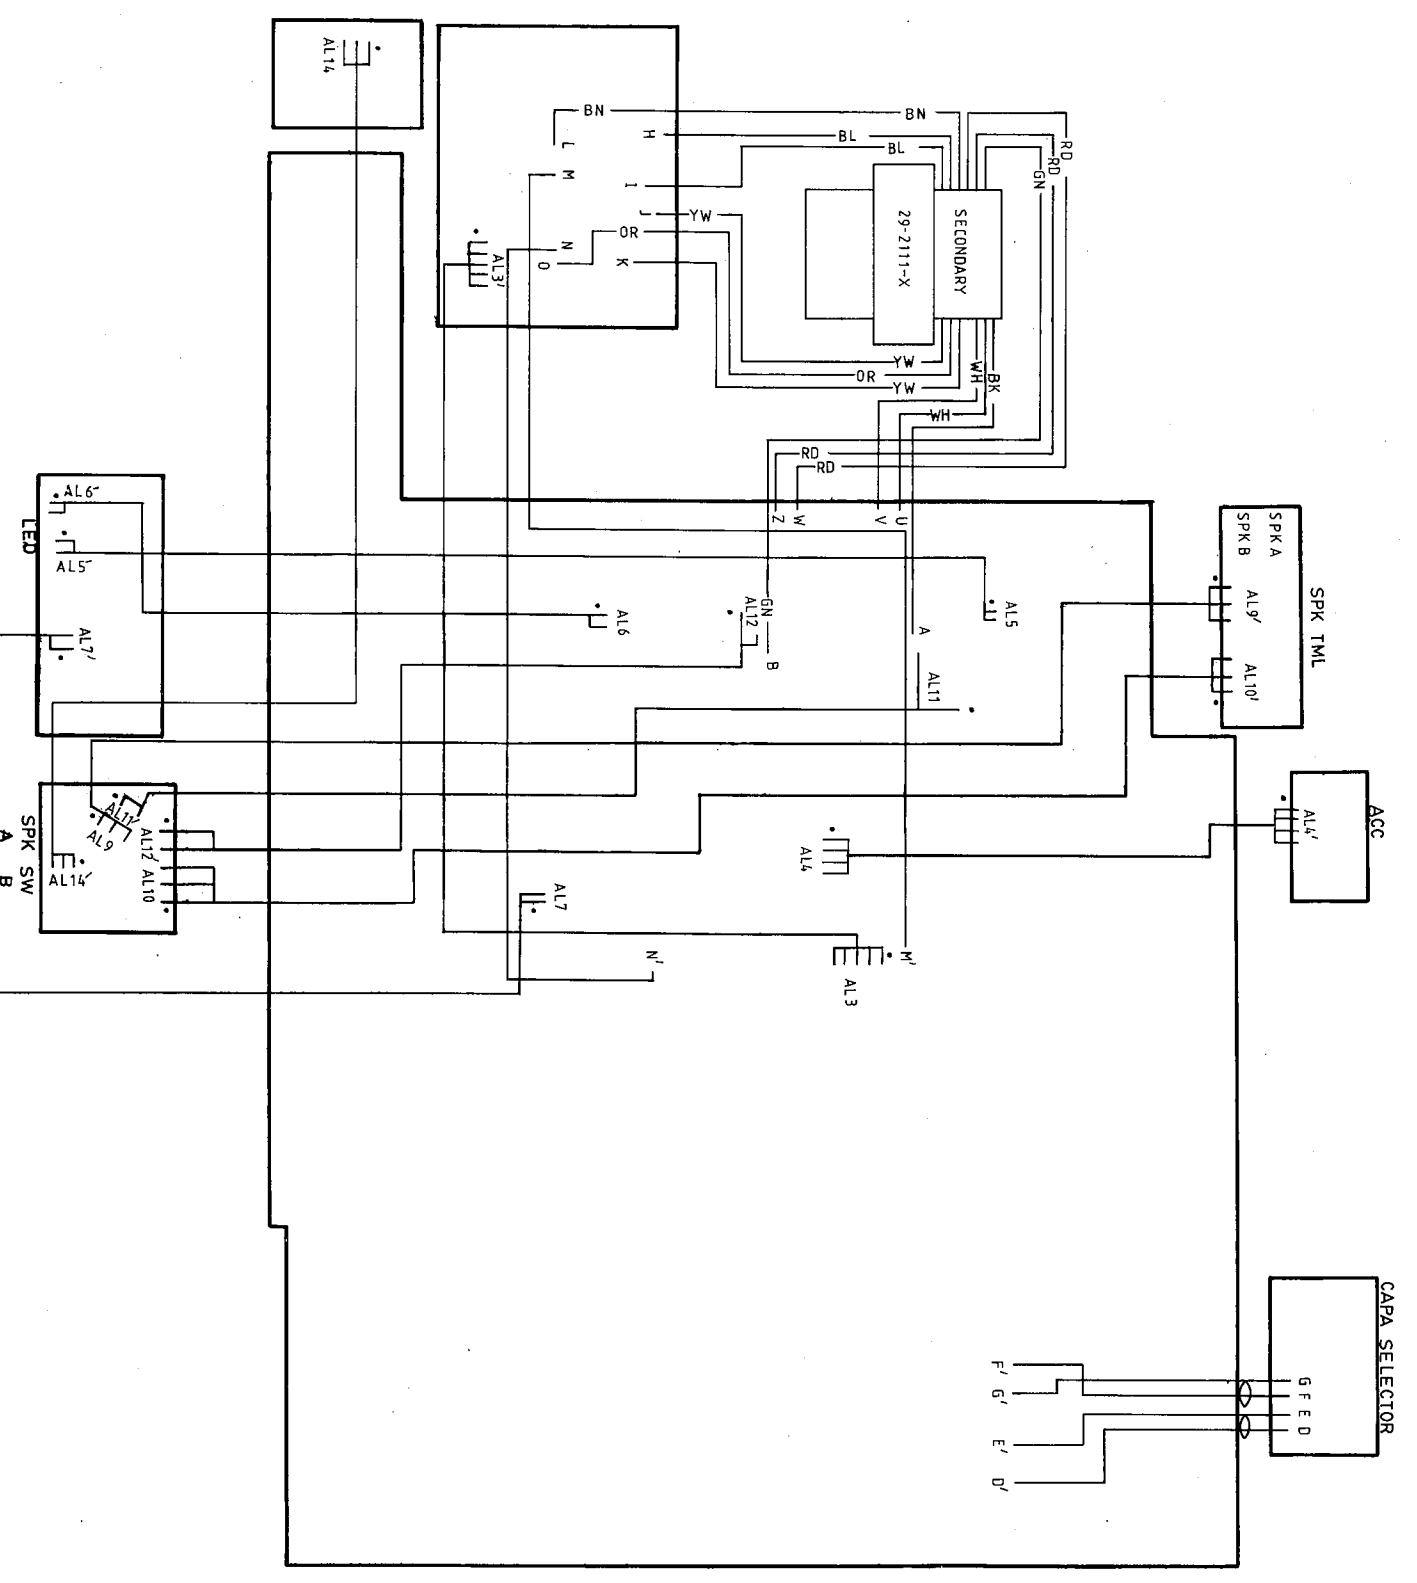 AL14
BN
BN
H
BL
BL
L
M
I
J
YW
OR
K
N
O
AL3'
SECONDARY
29-2111-X
RD
RD
GN
YW
OR
YW
WH
BK
WH
RD
RD
Z
W
V
U
SPK A
SPK B
SPK TML
AL9'
AL10'
AL6'
LED
AL5'
AL7'
AL6
AL12
GN
B
A
AL5
AL11
ACC
AL4'
AL4
AL11'
AL9
AL12'
AL10
AL14'
SPK SW
A B
AL7
N'
M'
AL3
CAPA SELECTOR
G
F
E
D
F'
G'
E'
D'